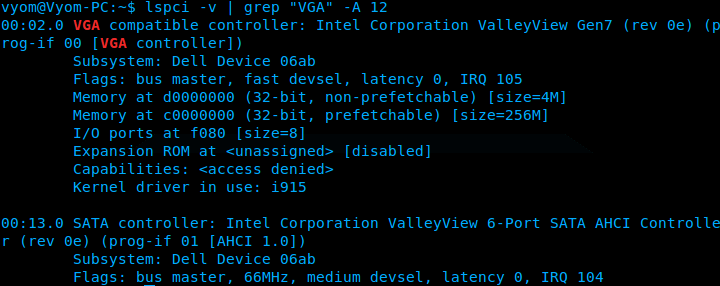 vyom@Vyom-PC:~$ lspci -v | grep "VGA" -A 12
00:02.0 VGA compatible controller: Intel Corporation ValleyView Gen7 (rev 0e) (p
rog-if 00 [VGA controller])
        Subsystem: Dell Device 06ab
        Flags: bus master, fast devsel, latency 0, IRQ 105
        Memory at d0000000 (32-bit, non-prefetchable) [size=4M]
        Memory at c0000000 (32-bit, prefetchable) [size=256M]
        I/O ports at f080 [size=8]
        Expansion ROM at <unassigned> [disabled]
        Capabilities: <access denied>
        Kernel driver in use: i915

00:13.0 SATA controller: Intel Corporation ValleyView 6-Port SATA AHCI Controlle
r (rev 0e) (prog-if 01 [AHCI 1.0])
        Subsystem: Dell Device 06ab
        Flags: bus master, 66MHz, medium devsel, latency 0, IRQ 104